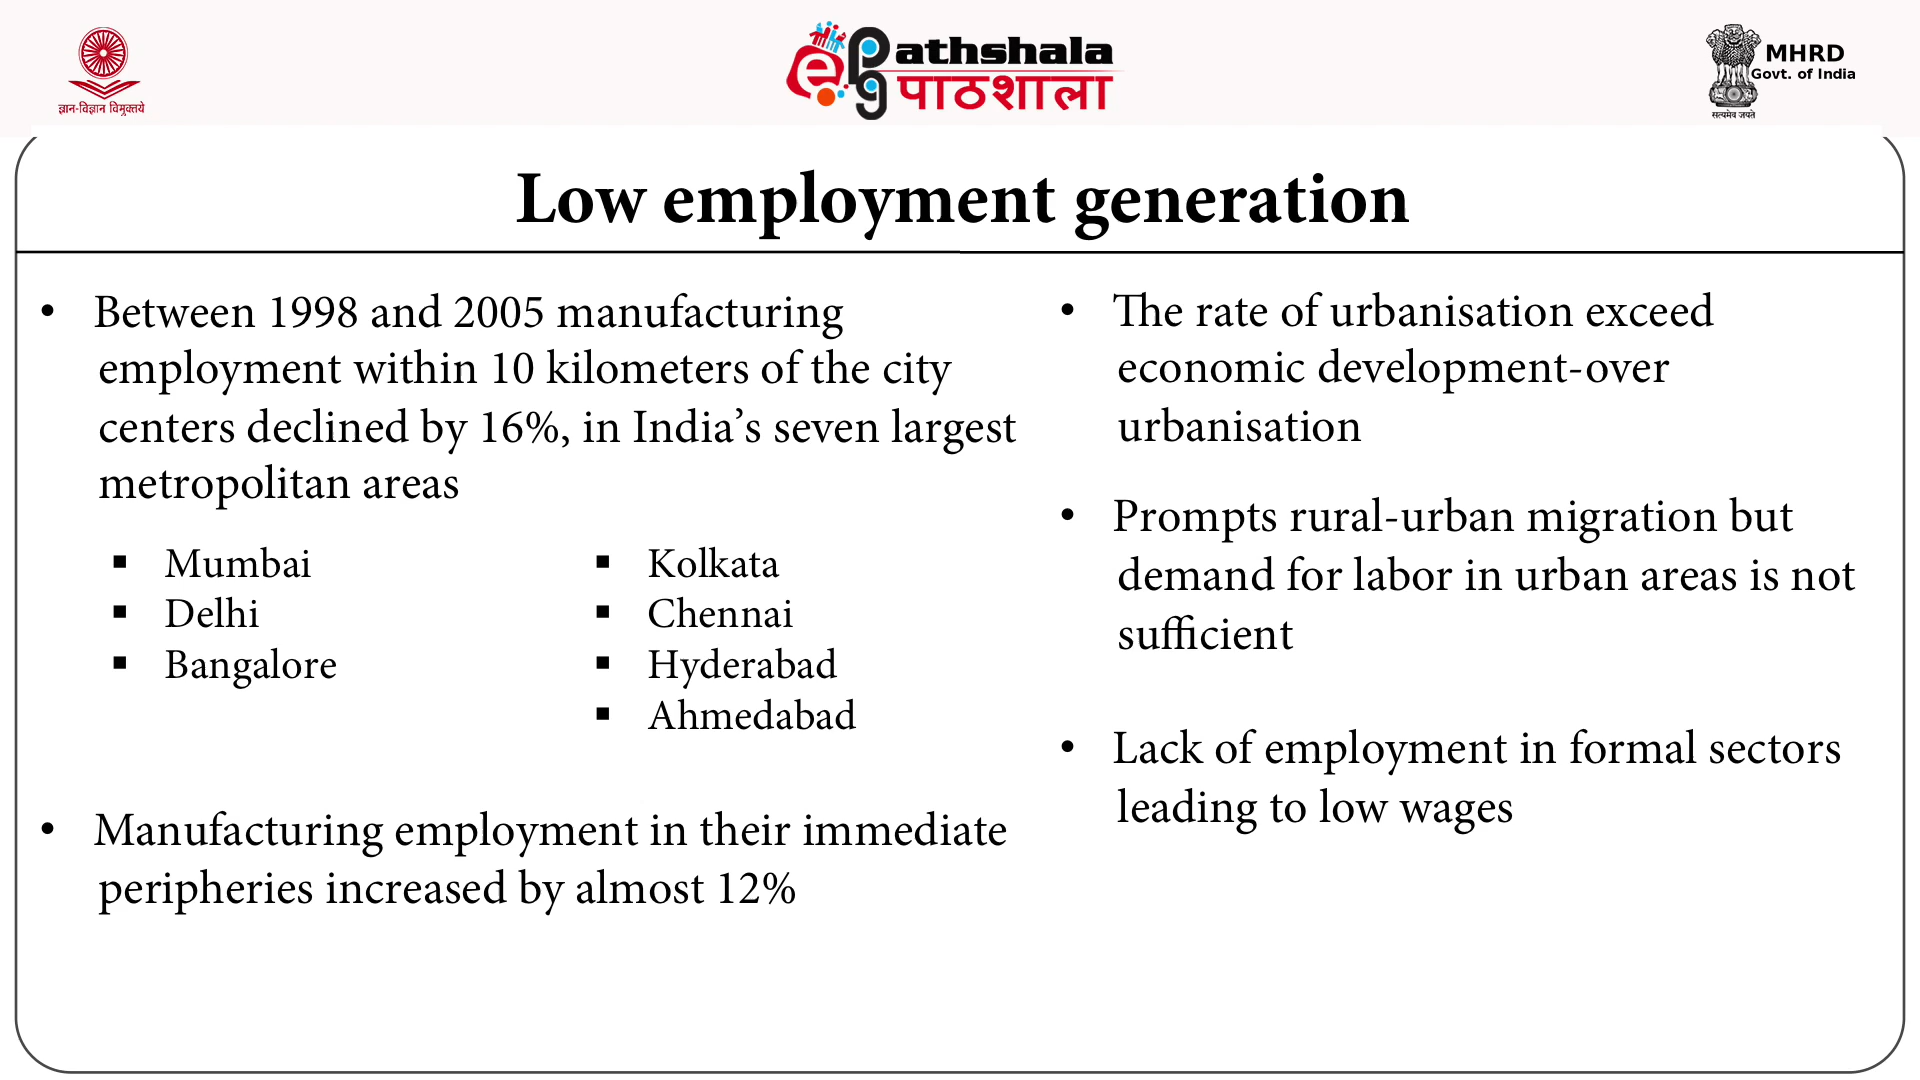 ज्ञान-विज्ञान विमुक्तये
e
Pg
athshala
पाठशाला
MHRD
Govt. of India
सत्यमेव जयते
Low employment generation
• Between 1998 and 2005 manufacturing
employment within 10 kilometers of the city
centers declined by 16%, in India’s seven largest
metropolitan areas
▪ Mumbai
▪ Delhi
▪ Bangalore
▪ Kolkata
▪ Chennai
▪ Hyderabad
▪ Ahmedabad
• Manufacturing employment in their immediate
peripheries increased by almost 12%
• The rate of urbanisation exceed
economic development-over
urbanisation
• Prompts rural-urban migration but
demand for labor in urban areas is not
sufficient
• Lack of employment in formal sectors
leading to low wages